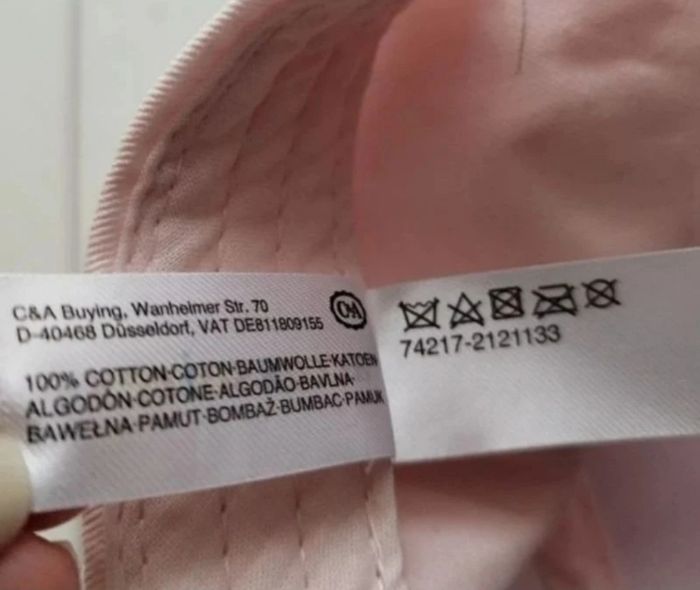 C&A Buying, Wanheimer Str. 70
D-40468 Düsseldorf, VAT DE811809155
C&A
100% COTTON·COTON·BAUMWOLLE·KATOEN
ALGODÓN·COTONE·ALGODÃO·BAVLNA·
BAWEŁNA·PAMUT·BOMBAŽ·BUMBAC·PAMUK
74217-2121133